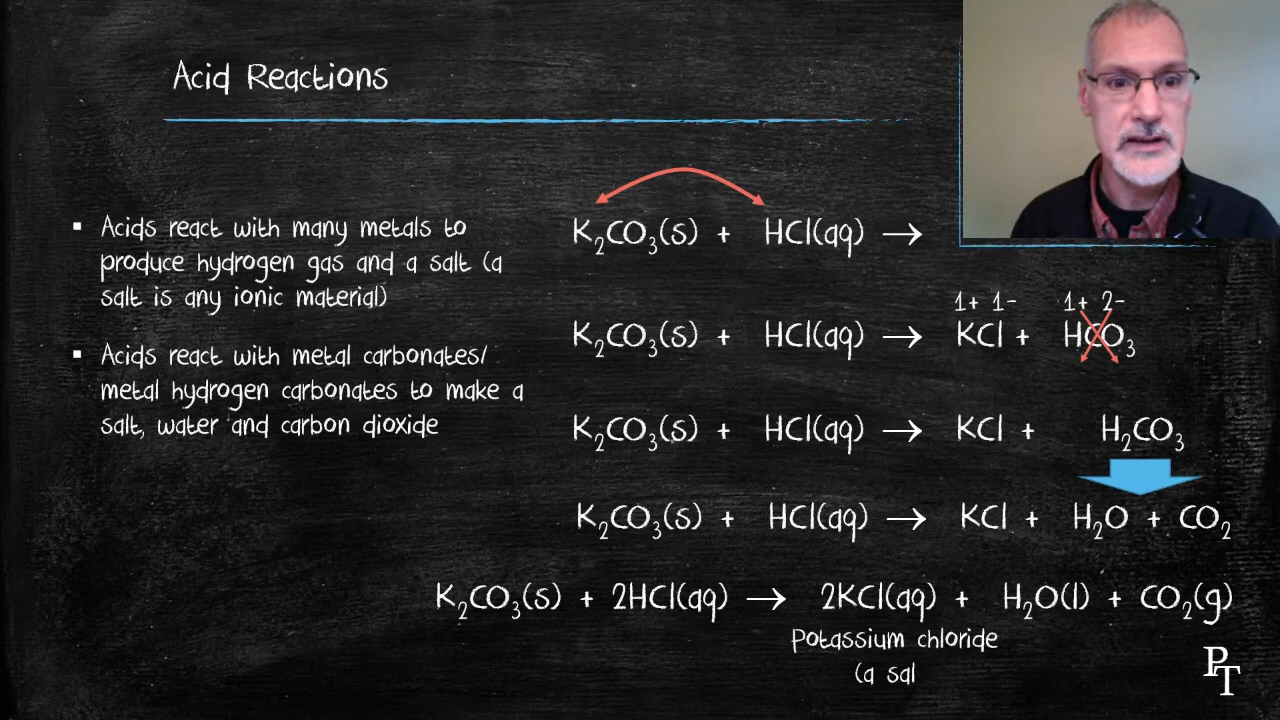 Acid Reactions
▪ Acids react with many metals to
produce hydrogen gas and a salt (a
salt is any ionic material)
▪ Acids react with metal carbonates/
metal hydrogen carbonates to make a
salt, water and carbon dioxide
K₂CO₃(s) + HCl(aq) →
1+ 1- 1+ 2-
K₂CO₃(s) + HCl(aq) → KCl + HCO₃
K₂CO₃(s) + HCl(aq) → KCl + H₂CO₃
K₂CO₃(s) + HCl(aq) → KCl + H₂O + CO₂
K₂CO₃(s) + 2HCl(aq) → 2KCl(aq) + H₂O(l) + CO₂(g)
Potassium chloride
(a sal
PT